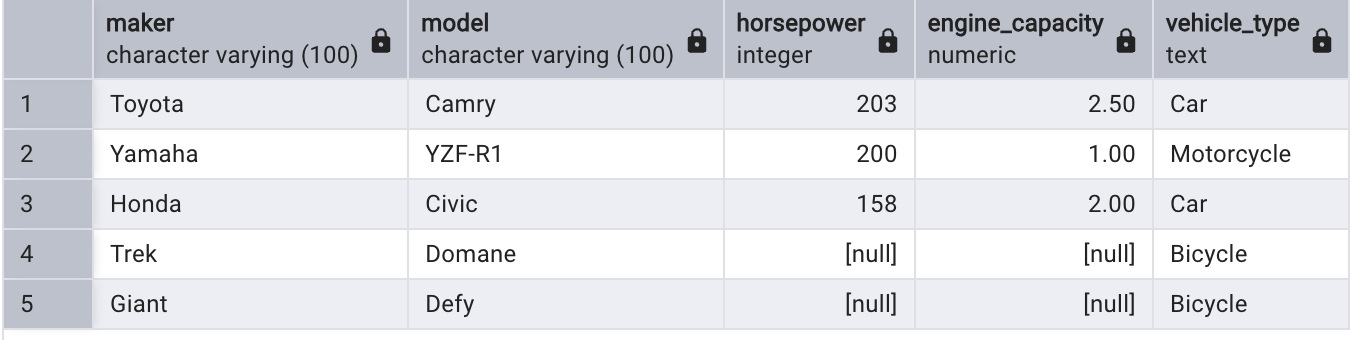 maker model horsepower engine_capacity vehicle_type
character varying (100) character varying (100) integer numeric text
1 Toyota Camry 203 2.50 Car
2 Yamaha YZF-R1 200 1.00 Motorcycle
3 Honda Civic 158 2.00 Car
4 Trek Domane [null] [null] Bicycle
5 Giant Defy [null] [null] Bicycle